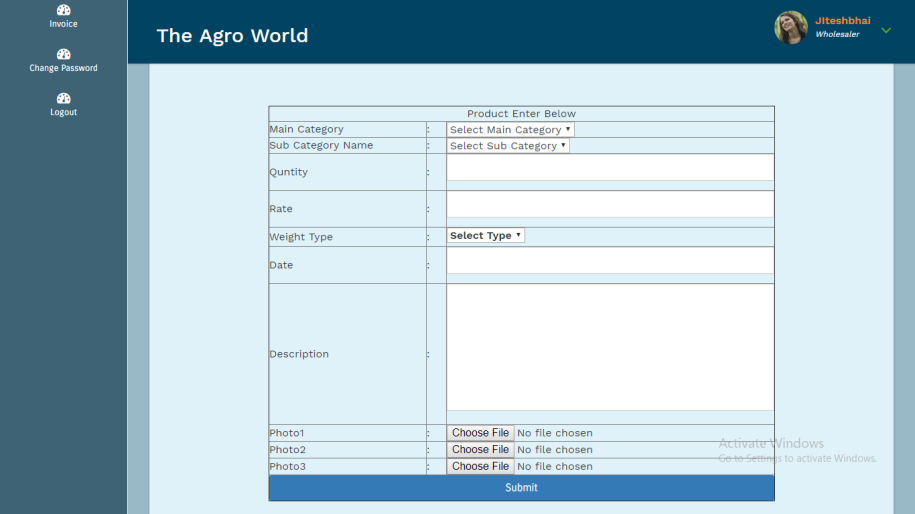 Invoice
Change Password
Logout
The Agro World
Jiteshbhai
Wholesaler
Product Enter Below
Main Category : Select Main Category
Sub Category Name : Select Sub Category
Quntity :
Rate :
Weight Type : Select Type
Date :
Description :
Photo1 : Choose File No file chosen
Photo2 : Choose File No file chosen
Photo3 : Choose File No file chosen
Submit
Activate Windows
Go to Settings to activate Windows.